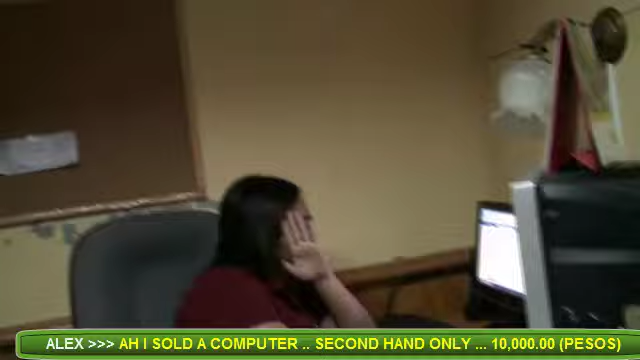 ALEX >>> AH I SOLD A COMPUTER .. SECOND HAND ONLY ... 10,000.00 (PESOS)